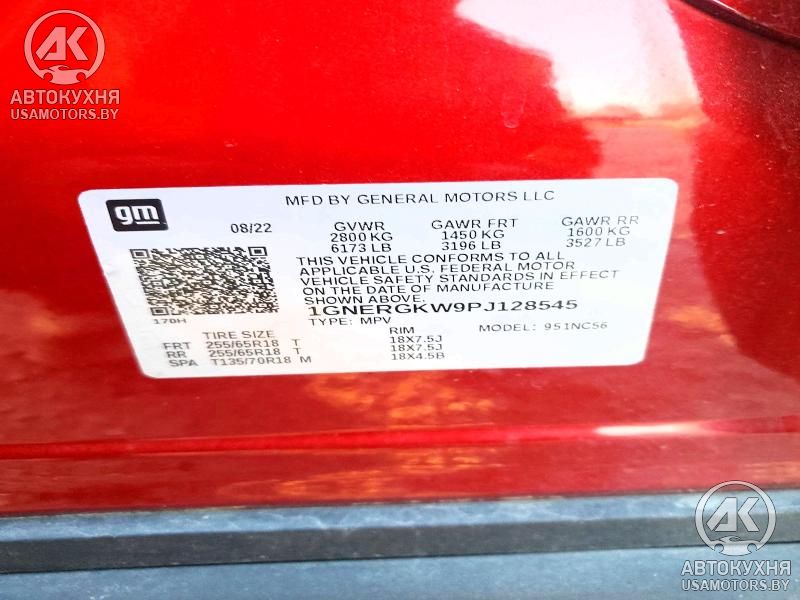 AK
АВТОКУХНЯ
USAMOTORS.BY
gm
MFD BY GENERAL MOTORS LLC
08/22 GVWR GAWR FRT GAWR RR
2800 KG 1450 KG 1600 KG
6173 LB 3196 LB 3527 LB
THIS VEHICLE CONFORMS TO ALL
APPLICABLE U.S. FEDERAL MOTOR
VEHICLE SAFETY STANDARDS IN EFFECT
ON THE DATE OF MANUFACTURE
SHOWN ABOVE.
170H 1GNERGKW9PJ128545
TYPE: MPV MODEL: 951NC56
TIRE SIZE RIM
FRT 255/65R18 T 18X7.5J
RR 255/65R18 T 18X7.5J
SPA T135/70R18 M 18X4.5B
AK
АВТОКУХНЯ
USAMOTORS.BY